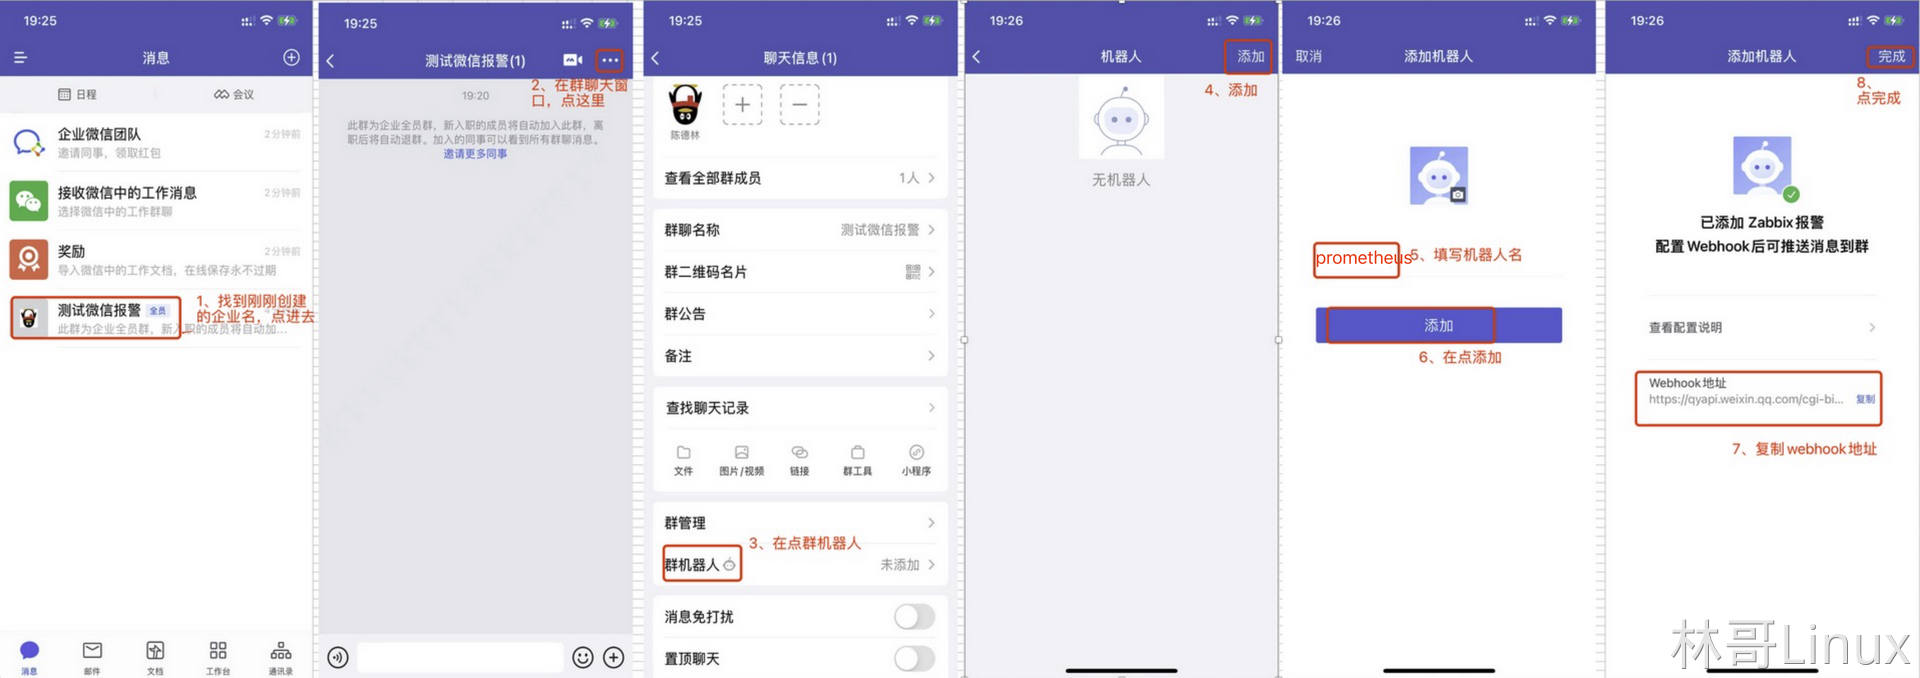 19:25
消息
日程
会议
企业微信团队
2分钟前
邀请同事，领取红包
接收微信中的工作消息
2分钟前
选择微信中的工作群聊
奖励
2分钟前
导入微信中的工作文档，在线保存永不过期
测试微信报警 全员
此群为企业全员群，新入职的成员将自动加...
1、找到刚刚创建
的企业名，点进去
消息
邮件
文档
工作台
通讯录
19:25
测试微信报警(1)
2、在群聊天窗
口，点这里
19:20
此群为企业全员群，新入职的成员将自动加入此群，离
职后将自动退群。加入的同事可以看到所有群聊消息。
邀请更多同事
19:25
聊天信息(1)
陈德林
查看全部群成员
1人
群聊名称
测试微信报警
群二维码名片
群公告
备注
查找聊天记录
文件
图片/视频
链接
群工具
小程序
群管理
3、在点群机器人
群机器人
未添加
消息免打扰
置顶聊天
19:26
机器人
添加
4、添加
无机器人
19:26
取消
添加机器人
prometheus
5、填写机器人名
添加
6、在点添加
19:26
添加机器人
完成
8、
点完成
已添加 Zabbix报警
配置 Webhook后可推送消息到群
查看配置说明
Webhook地址
https://qyapi.weixin.qq.com/cgi-bi...
复制
7、复制 webhook 地址
林哥Linux